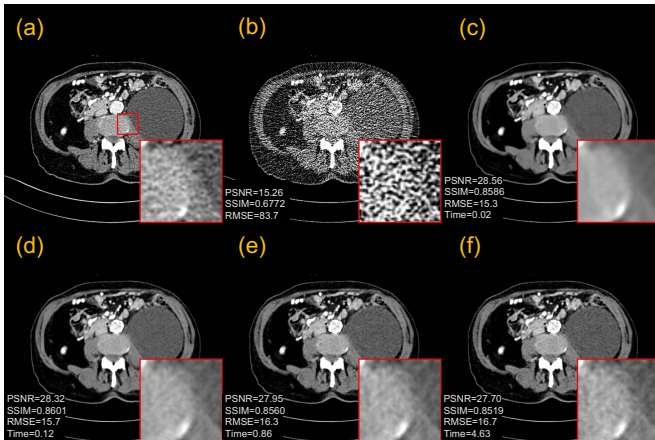 (a)
(b)
(c)
PSNR=15.26
SSIM=0.6772
RMSE=83.7
PSNR=28.56
SSIM=0.8586
RMSE=15.3
Time=0.02
(d)
(e)
(f)
PSNR=28.32
SSIM=0.8601
RMSE=15.7
Time=0.12
PSNR=27.95
SSIM=0.8560
RMSE=16.3
Time=0.86
PSNR=27.70
SSIM=0.8519
RMSE=16.7
Time=4.63